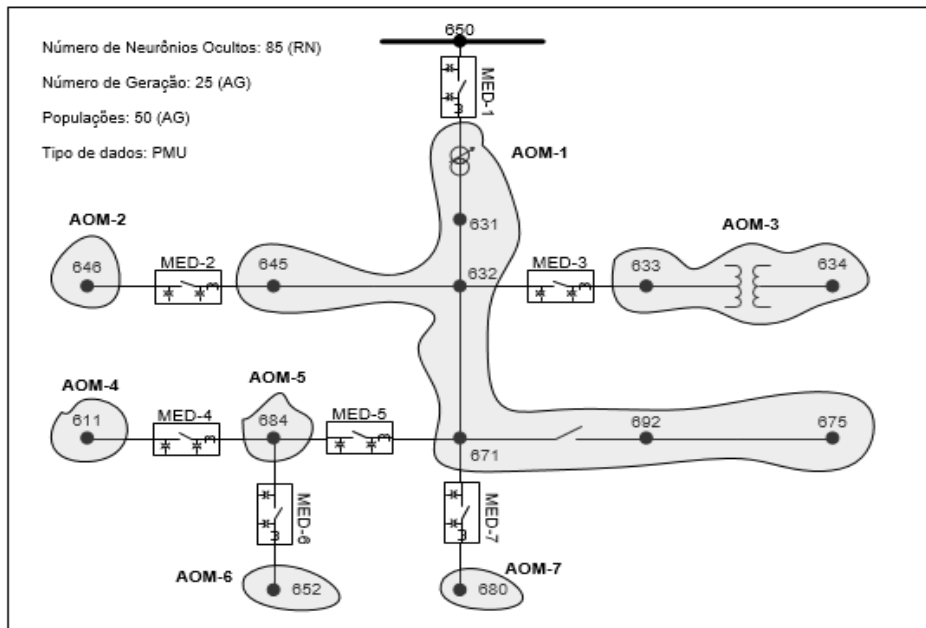 650
Número de Neurônios Ocultos: 85 (RN)
Número de Geração: 25 (AG)
Populações: 50 (AG)
Tipo de dados: PMU
MED-1
AOM-1
631
AOM-2
646
MED-2
645
632
MED-3
AOM-3
633
634
AOM-4
611
MED-4
AOM-5
684
MED-5
671
692
675
MED-6
MED-7
AOM-6
652
AOM-7
680